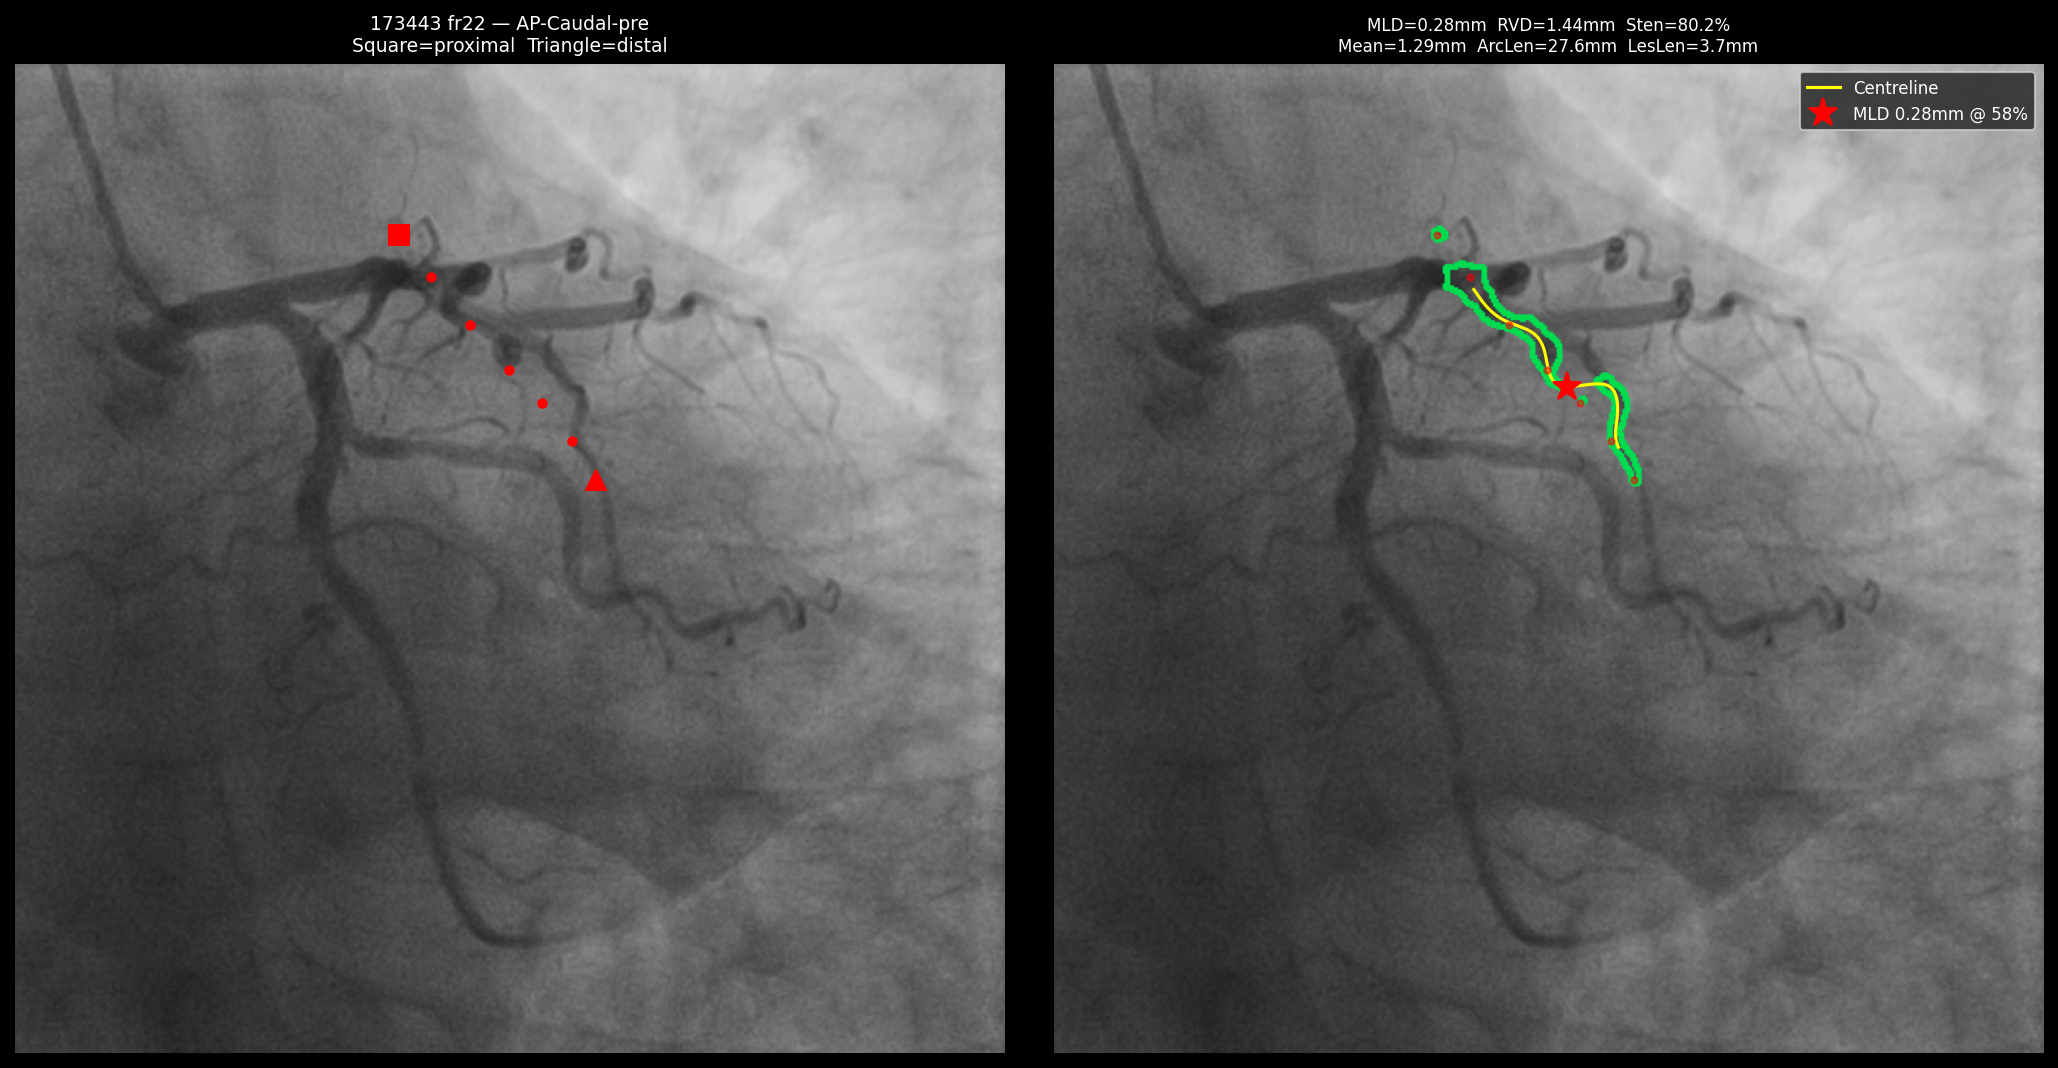 173443 fr22 — AP-Caudal-pre
Square=proximal  Triangle=distal
MLD=0.28mm  RVD=1.44mm  Sten=80.2%
Mean=1.29mm  ArcLen=27.6mm  LesLen=3.7mm
Centreline
MLD 0.28mm @ 58%